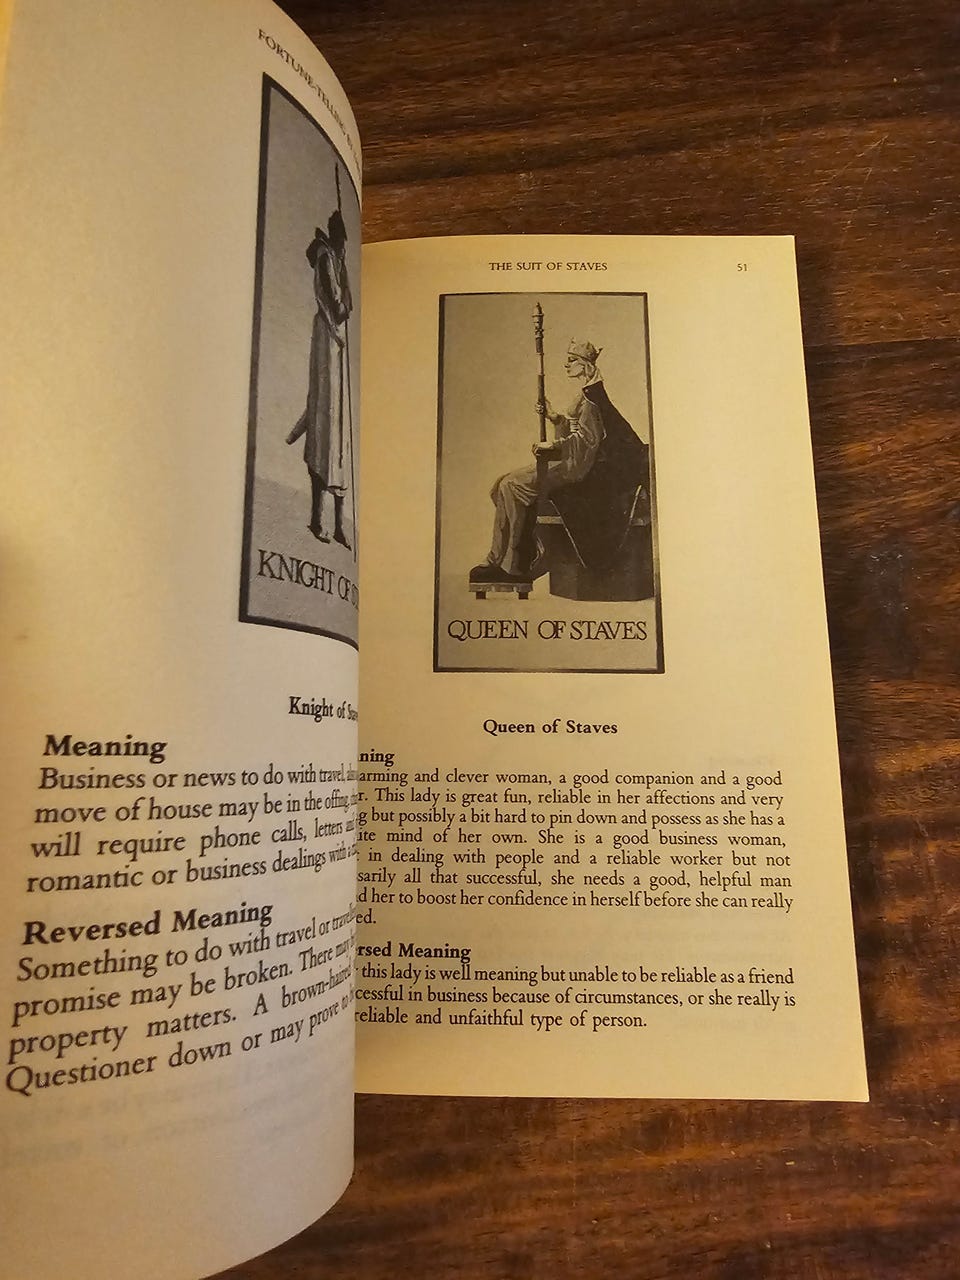 FORTUNE-TELLING BY
KNIGHT OF
Knight of
Meaning
Business or news to do with travel,
move of house may be in the offing,
will require phone calls, letters
romantic or business dealings with a
Reversed Meaning
Something to do with travel or
promise may be broken. There may
property matters. A brown-haired
Questioner down or may prove to
THE SUIT OF STAVES 51
QUEEN OF STAVES
Queen of Staves
ning
arming and clever woman, a good companion and a good
r. This lady is great fun, reliable in her affections and very
g but possibly a bit hard to pin down and possess as she has a
ite mind of her own. She is a good business woman,
in dealing with people and a reliable worker but not
sarily all that successful, she needs a good, helpful man
d her to boost her confidence in herself before she can really
ed.
rsed Meaning
this lady is well meaning but unable to be reliable as a friend
cessful in business because of circumstances, or she really is
reliable and unfaithful type of person.